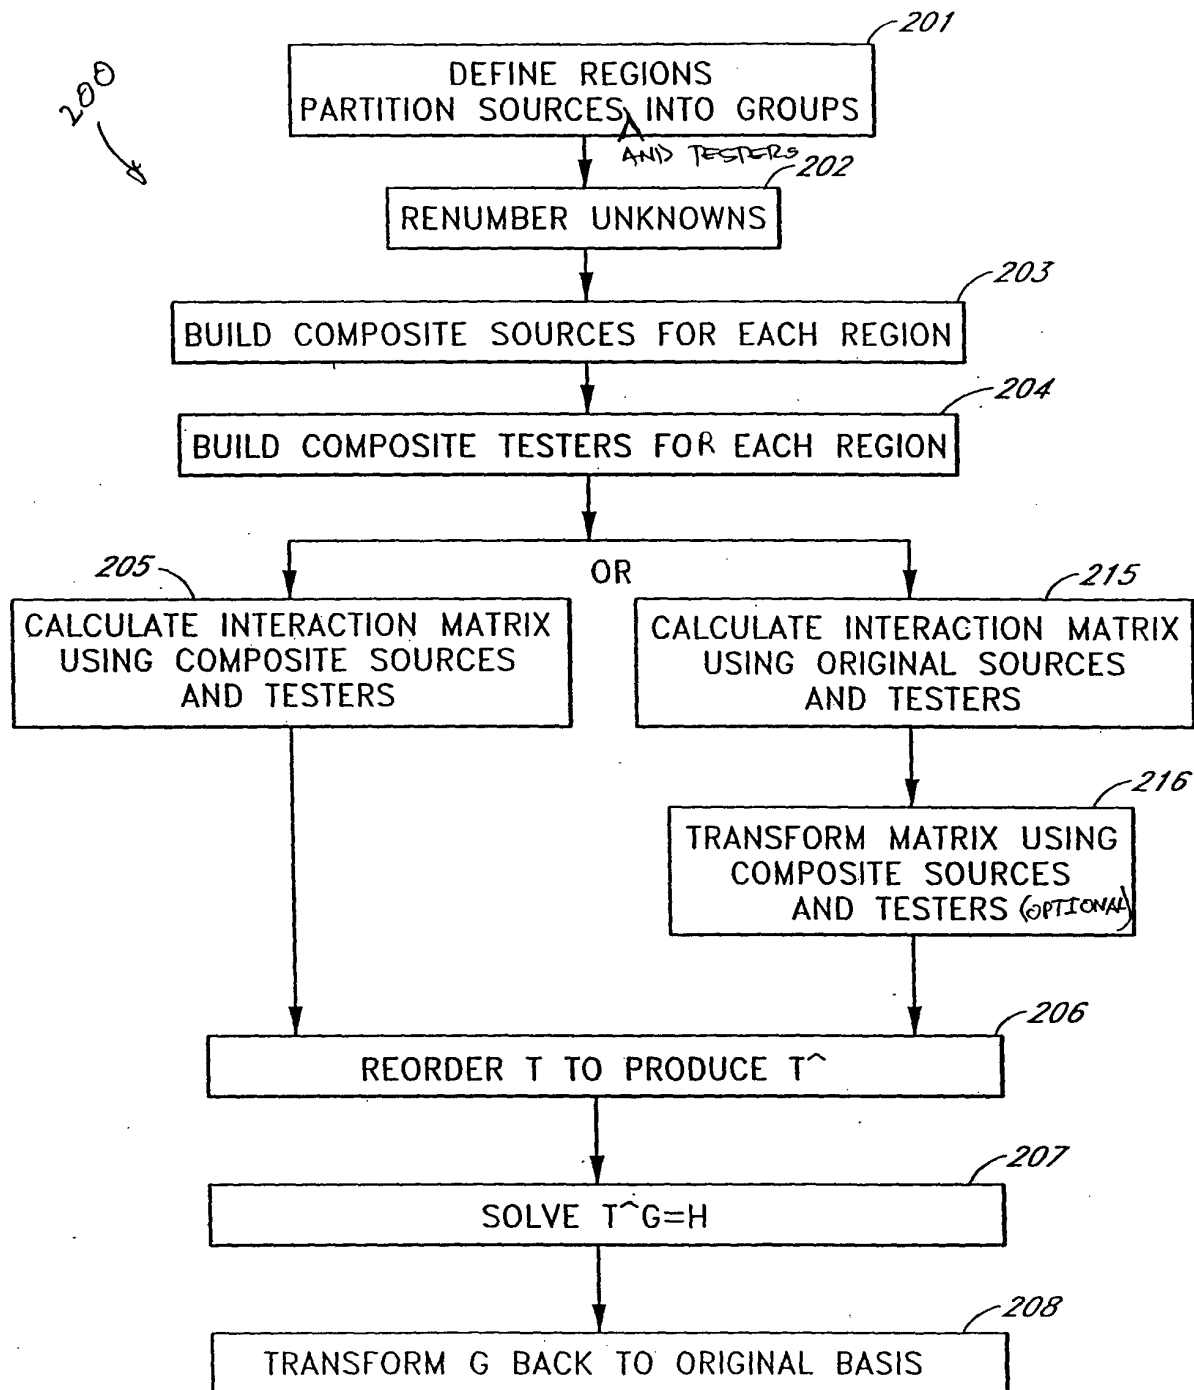 201
200
DEFINE REGIONS
PARTITION SOURCES INTO GROUPS
AND TESTERS
202
RENUMBER UNKNOWNS
203
BUILD COMPOSITE SOURCES FOR EACH REGION
204
BUILD COMPOSITE TESTERS FOR EACH REGION
OR
205
CALCULATE INTERACTION MATRIX
USING COMPOSITE SOURCES
AND TESTERS
215
CALCULATE INTERACTION MATRIX
USING ORIGINAL SOURCES
AND TESTERS
216
TRANSFORM MATRIX USING
COMPOSITE SOURCES
AND TESTERS (OPTIONAL)
206
REORDER T TO PRODUCE T^
207
SOLVE T^G=H
208
TRANSFORM G BACK TO ORIGINAL BASIS